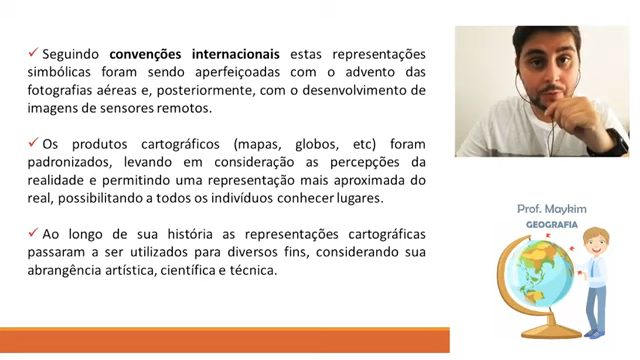 ✓ Seguindo convenções internacionais estas representações
simbólicas foram sendo aperfeiçoadas com o advento das
fotografias aéreas e, posteriormente, com o desenvolvimento de
imagens de sensores remotos.
✓ Os produtos cartográficos (mapas, globos, etc) foram
padronizados, levando em consideração as percepções da
realidade e permitindo uma representação mais aproximada do
real, possibilitando a todos os indivíduos conhecer lugares.
✓ Ao longo de sua história as representações cartográficas
passaram a ser utilizados para diversos fins, considerando sua
abrangência artística, científica e técnica.
Prof. Maykim
GEOGRAFIA